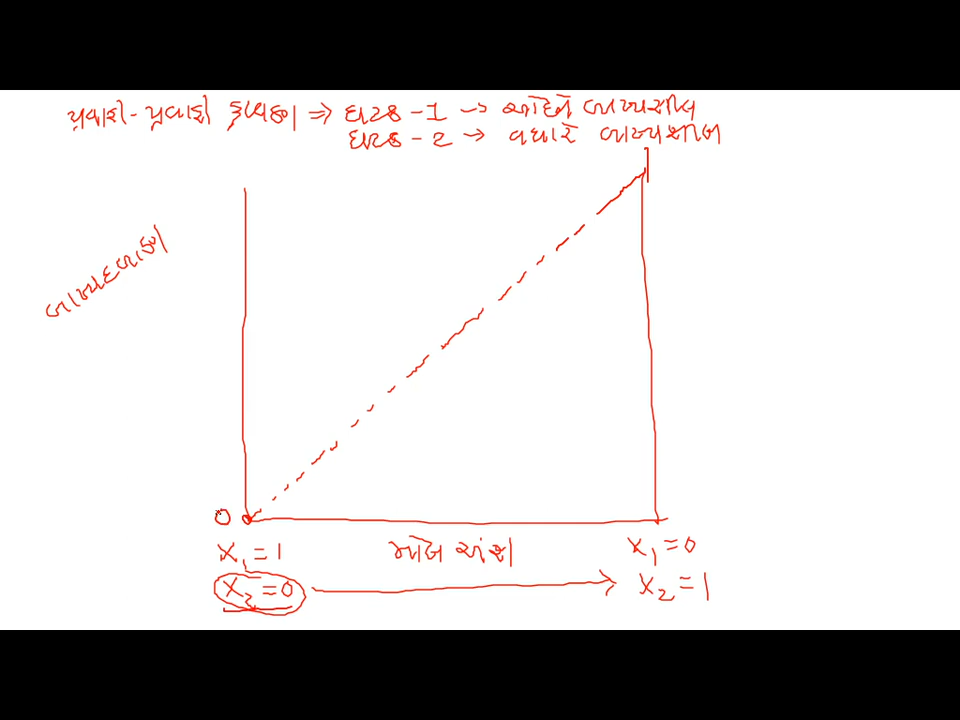 પ્રવાહી-પ્રવાહી દ્રાવણ ⇒ ઘટક-1 → ઓછો બાષ્પશીલ
ઘટક-2 → વધારે બાષ્પશીલ
બાષ્પદબાણ
0
x₁=1 મોલ અંશ x₁=0
x₂=0 → x₂=1